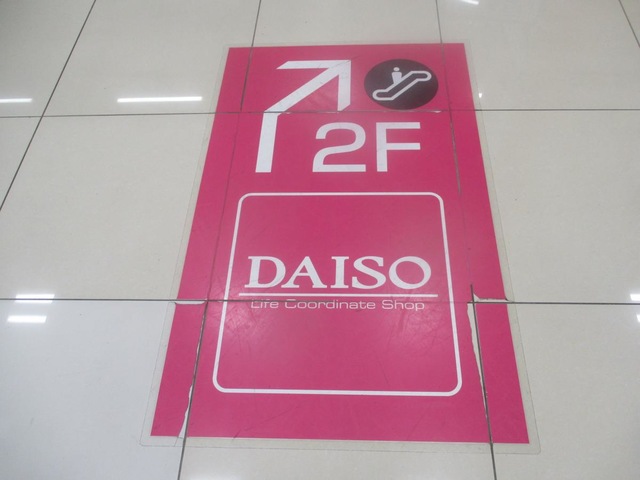 2F
DAISO
Life Coordinate Shop